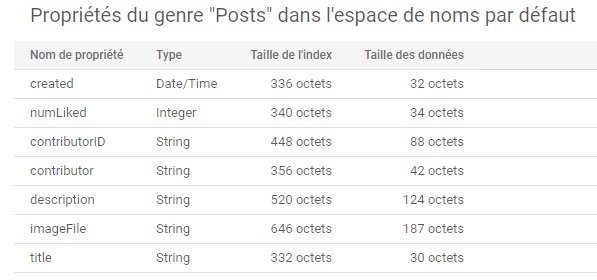 Propriétés du genre "Posts" dans l'espace de noms par défaut
Nom de propriété Type Taille de l'index Taille des données
created Date/Time 336 octets 32 octets
numLiked Integer 340 octets 34 octets
contributorID String 448 octets 88 octets
contributor String 356 octets 42 octets
description String 520 octets 124 octets
imageFile String 646 octets 187 octets
title String 332 octets 30 octets